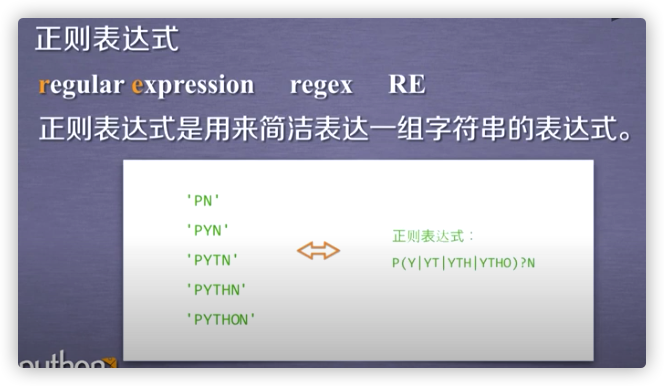 正则表达式
regular expression regex RE
正则表达式是用来简洁表达一组字符串的表达式。
'PN'
'PYN'
'PYTN'
'PYTHN'
'PYTHON'
正则表达式：
P(Y|YT|YTH|YTHO)?N
python